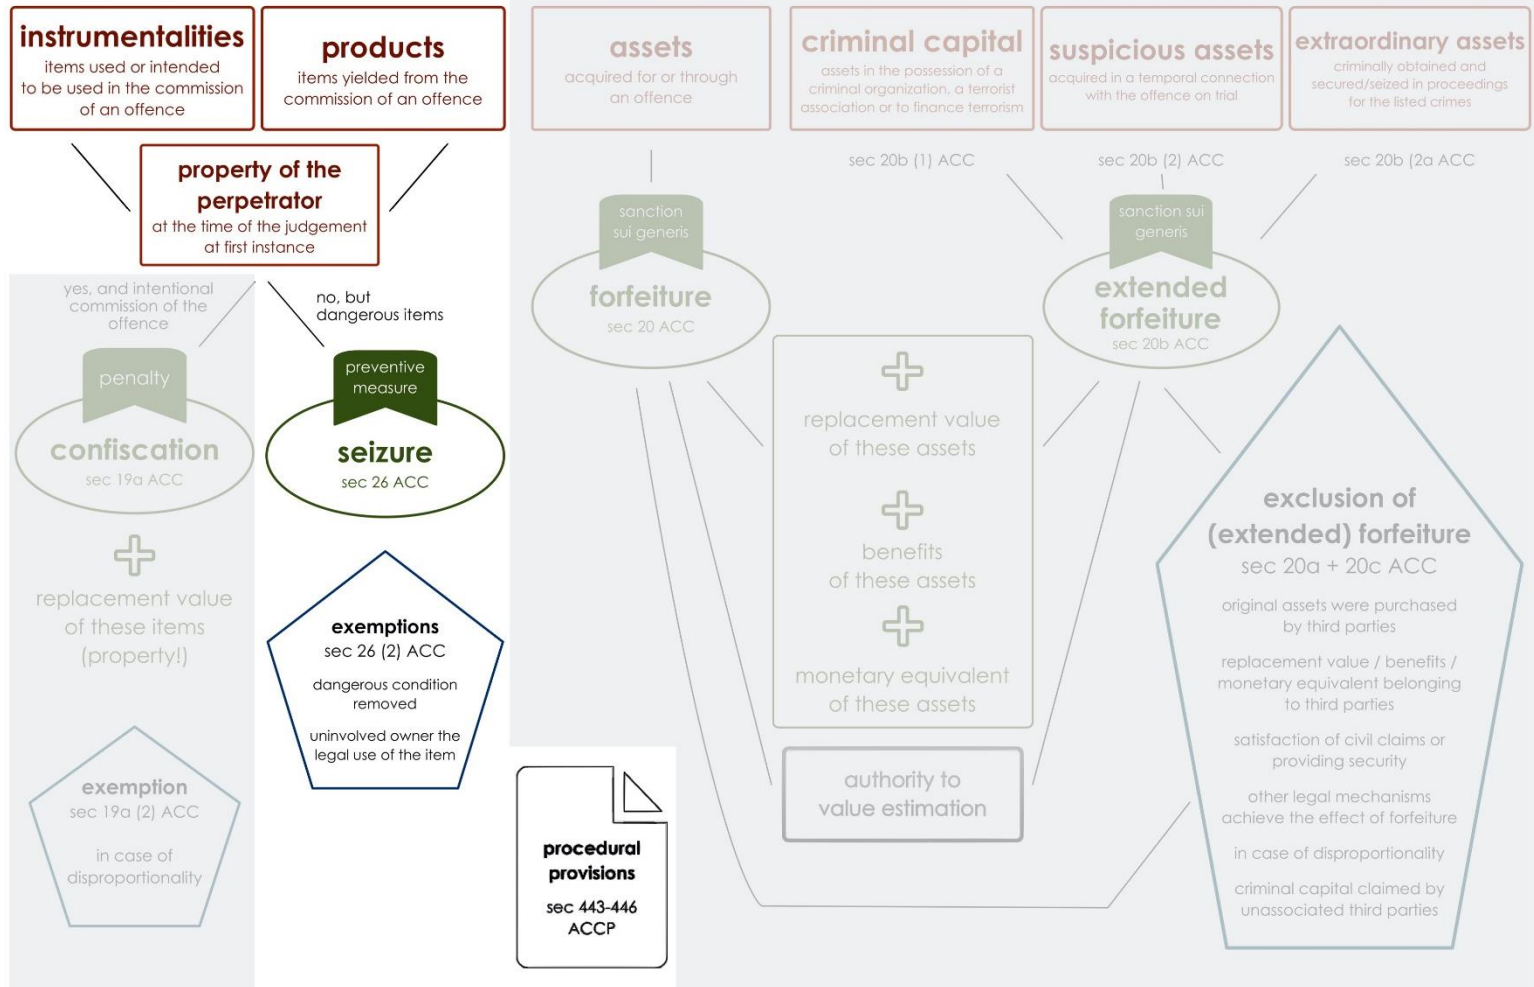 instrumentalities
items used or intended
to be used in the commission
of an offence
products
items yielded from the
commission of an offence
assets
acquired for or through
an offence
criminal capital
assets in the possession of a
criminal organization, a terrorist
association or to finance terrorism
suspicious assets
acquired in a temporal connection
with the offence on trial
extraordinary assets
criminally obtained and
secured/seized in proceedings
for the listed crimes
property of the
perpetrator
at the time of the judgement
at first instance
sec 20b (1) ACC
sec 20b (2) ACC
sec 20b (2a ACC
yes, and intentional
commission of the
offence
no, but
dangerous items
penalty
confiscation
sec 19a ACC
replacement value
of these items
(property!)
exemption
sec 19a (2) ACC
in case of
disproportionality
preventive
measure
seizure
sec 26 ACC
exemptions
sec 26 (2) ACC
dangerous condition
removed
uninvolved owner the
legal use of the item
procedural
provisions
sec 443-446
ACCP
sanction
sui generis
forfeiture
sec 20 ACC
sanction sui
generis
extended
forfeiture
sec 20b ACC
replacement value
of these assets
benefits
of these assets
monetary equivalent
of these assets
authority to
value estimation
exclusion of
(extended) forfeiture
sec 20a + 20c ACC
original assets were purchased
by third parties
replacement value / benefits /
monetary equivalent belonging
to third parties
satisfaction of civil claims or
providing security
other legal mechanisms
achieve the effect of forfeiture
in case of disproportionality
criminal capital claimed by
unassociated third parties